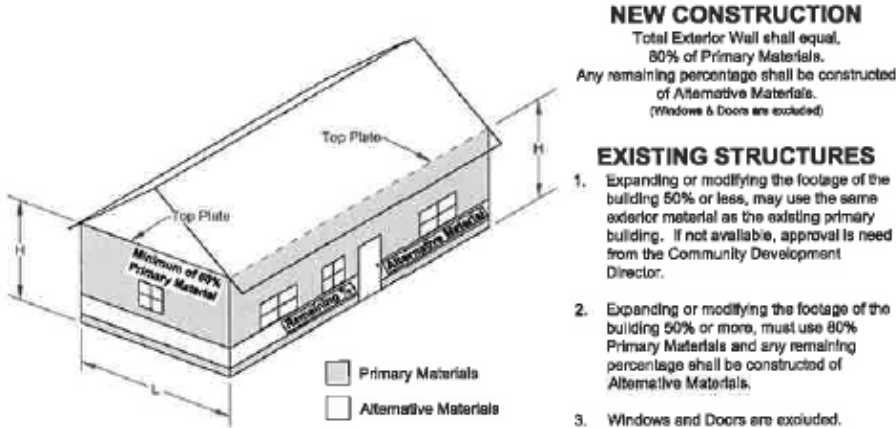 NEW CONSTRUCTION
Total Exterior Wall shall equal,
80% of Primary Materials.
Any remaining percentage shall be constructed
of Alternative Materials.
(Windows & Doors are excluded)
EXISTING STRUCTURES
1. Expanding or modifying the footage of the
building 50% or less, may use the same
exterior material as the existing primary
building. If not available, approval is need
from the Community Development
Director.
2. Expanding or modifying the footage of the
building 50% or more, must use 80%
Primary Materials and any remaining
percentage shall be constructed of
Alternative Materials.
3. Windows and Doors are excluded.
Top Plate
H
Top Plate
H
Minimum of 80%
Primary Material
Remaining %
Alternative Material
L
Primary Materials
Alternative Materials